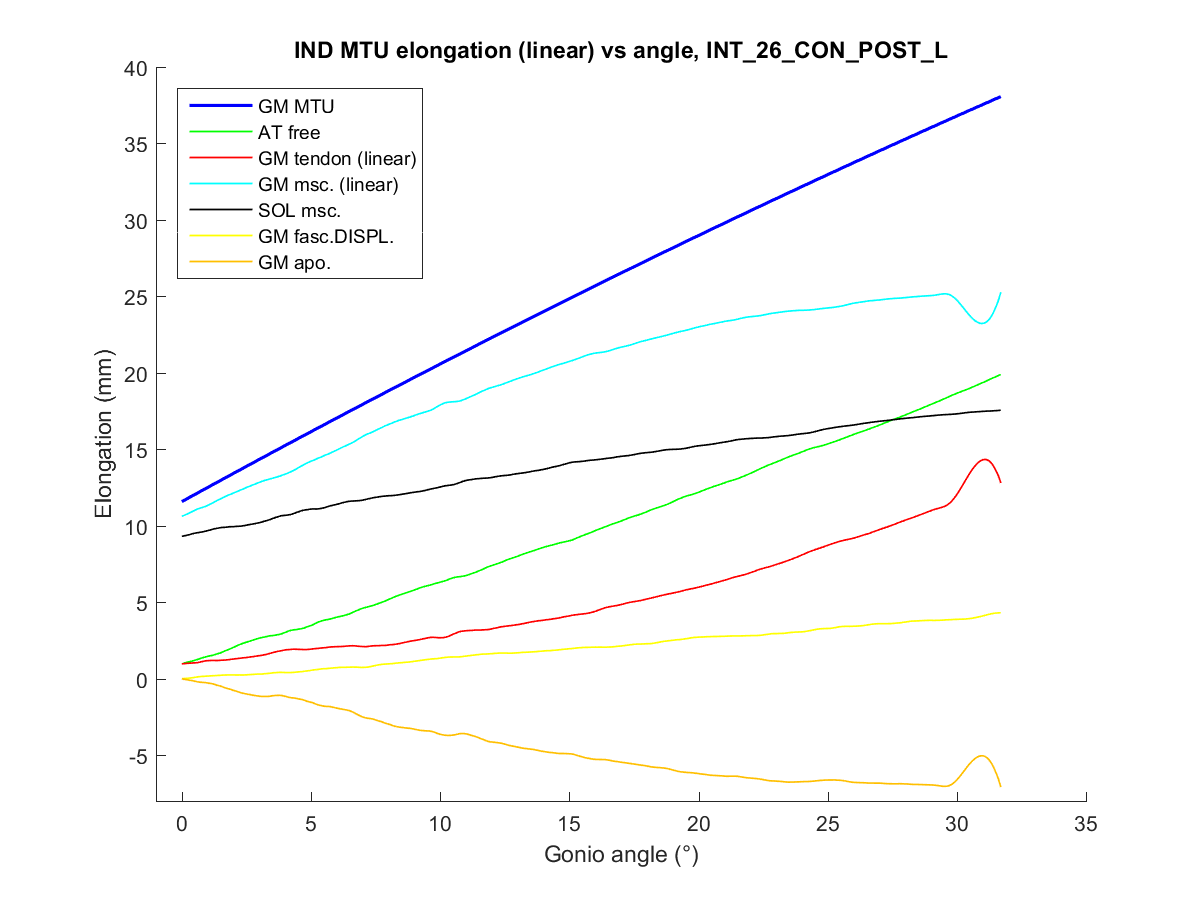 IND MTU elongation (linear) vs angle, INT_26_CON_POST_L
40
35
30
25
20
15
10
5
0
-5
Elongation (mm)
GM MTU
AT free
GM tendon (linear)
GM msc. (linear)
SOL msc.
GM fasc.DISPL.
GM apo.
0 5 10 15 20 25 30 35
Gonio angle (°)